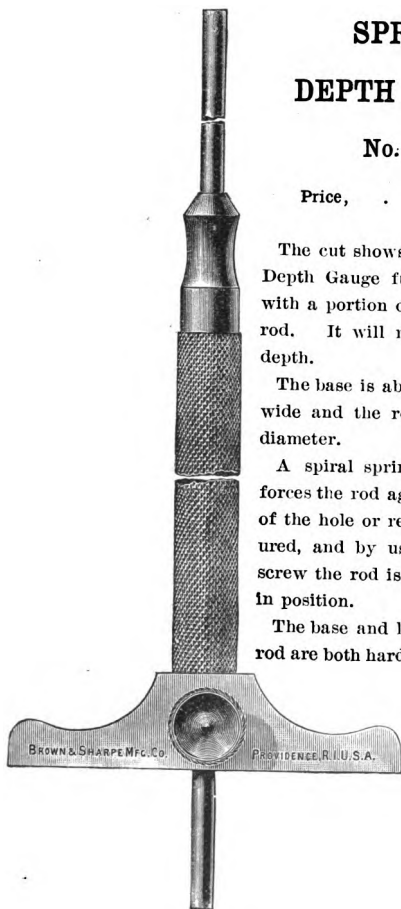 SPR
DEPTH
No.
Price, .
The cut shows
Depth Gauge f
with a portion
rod. It will
depth.
The base is ab
wide and the r
diameter.
A spiral sprin
forces the rod ag
of the hole or re
ured, and by us
screw the rod is
in position.
The base and l
rod are both hard
BROWN & SHARPE MFG. CO. PROVIDENCE, R.I. U.S.A.